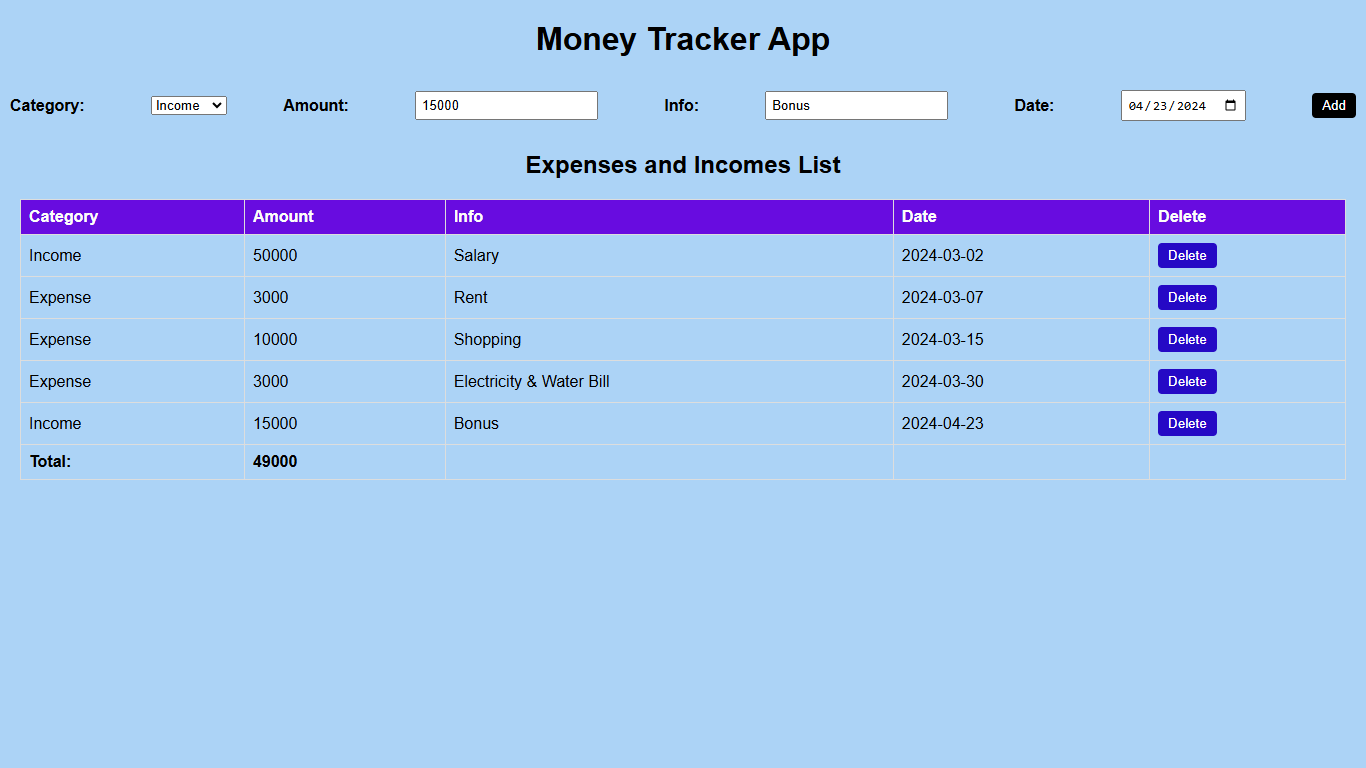 Money Tracker App
Category: Income Amount: 15000 Info: Bonus Date: 04/23/2024 Add
Expenses and Incomes List
Category Amount Info Date Delete
Income 50000 Salary 2024-03-02 Delete
Expense 3000 Rent 2024-03-07 Delete
Expense 10000 Shopping 2024-03-15 Delete
Expense 3000 Electricity & Water Bill 2024-03-30 Delete
Income 15000 Bonus 2024-04-23 Delete
Total: 49000